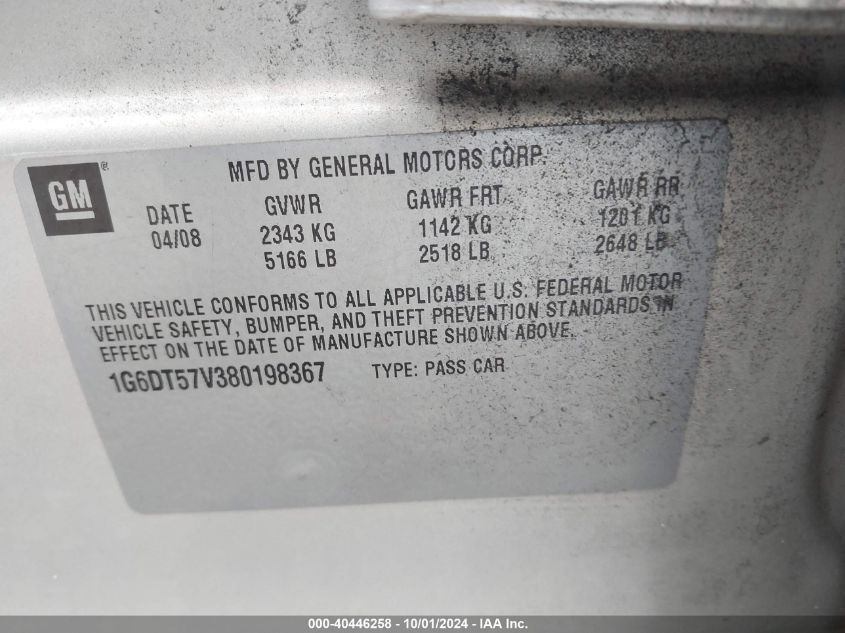 GM®
MFD BY GENERAL MOTORS CORP.
DATE GVWR GAWR FRT GAWR RR
04/08 2343 KG 1142 KG 1201 KG
5166 LB 2518 LB 2648 LB
THIS VEHICLE CONFORMS TO ALL APPLICABLE U.S. FEDERAL MOTOR
VEHICLE SAFETY, BUMPER, AND THEFT PREVENTION STANDARDS IN
EFFECT ON THE DATE OF MANUFACTURE SHOWN ABOVE.
1G6DT57V380198367 TYPE: PASS CAR
000-40446258 - 10/01/2024 - IAA Inc.